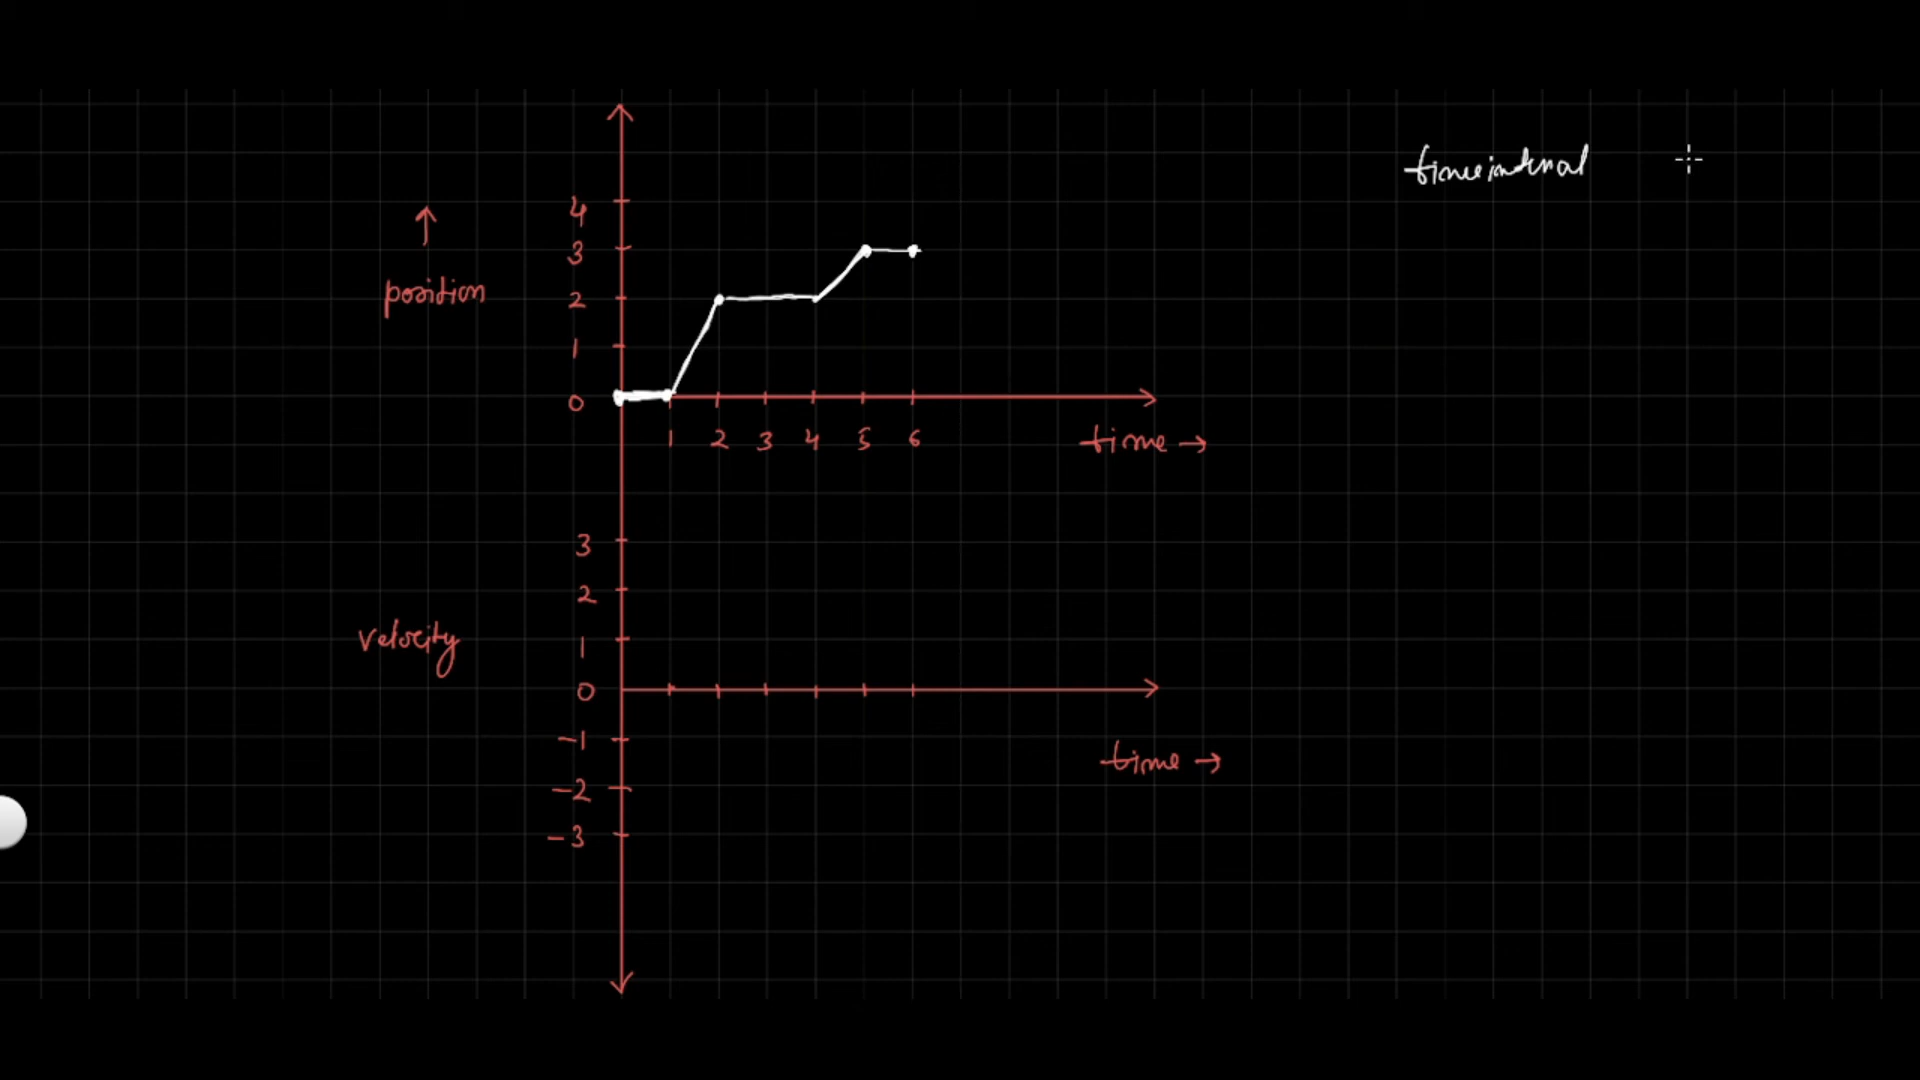 time interval
4
3
2
1
0
position
1 2 3 4 5 6
time →
3
2
1
0
-1
-2
-3
velocity
time →